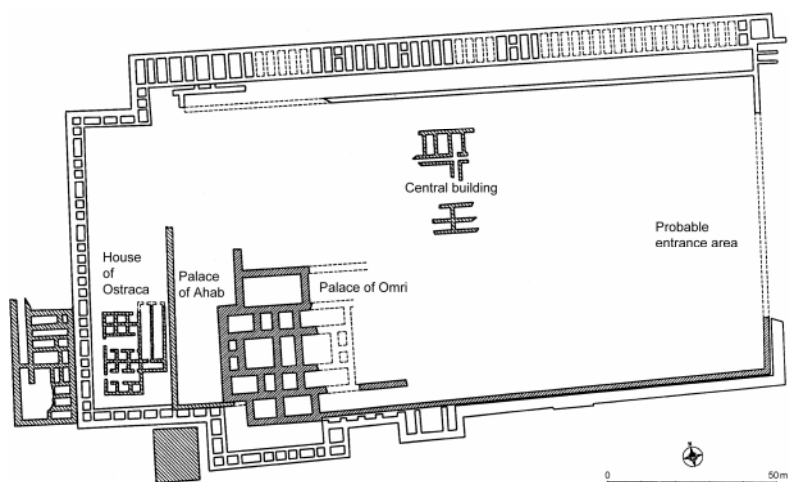 Central building
Probable
entrance area
House
of
Ostraca
Palace
of Ahab
Palace of Omri
N
0
50m